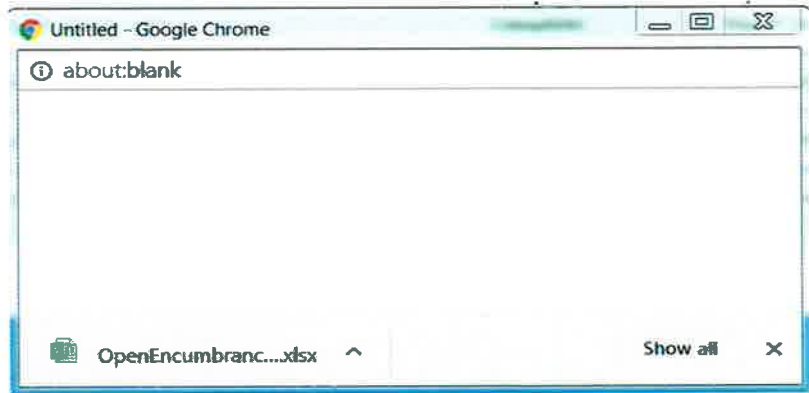 Untitled - Google Chrome
about:blank
OpenEncumbranc....xlsx
Show all